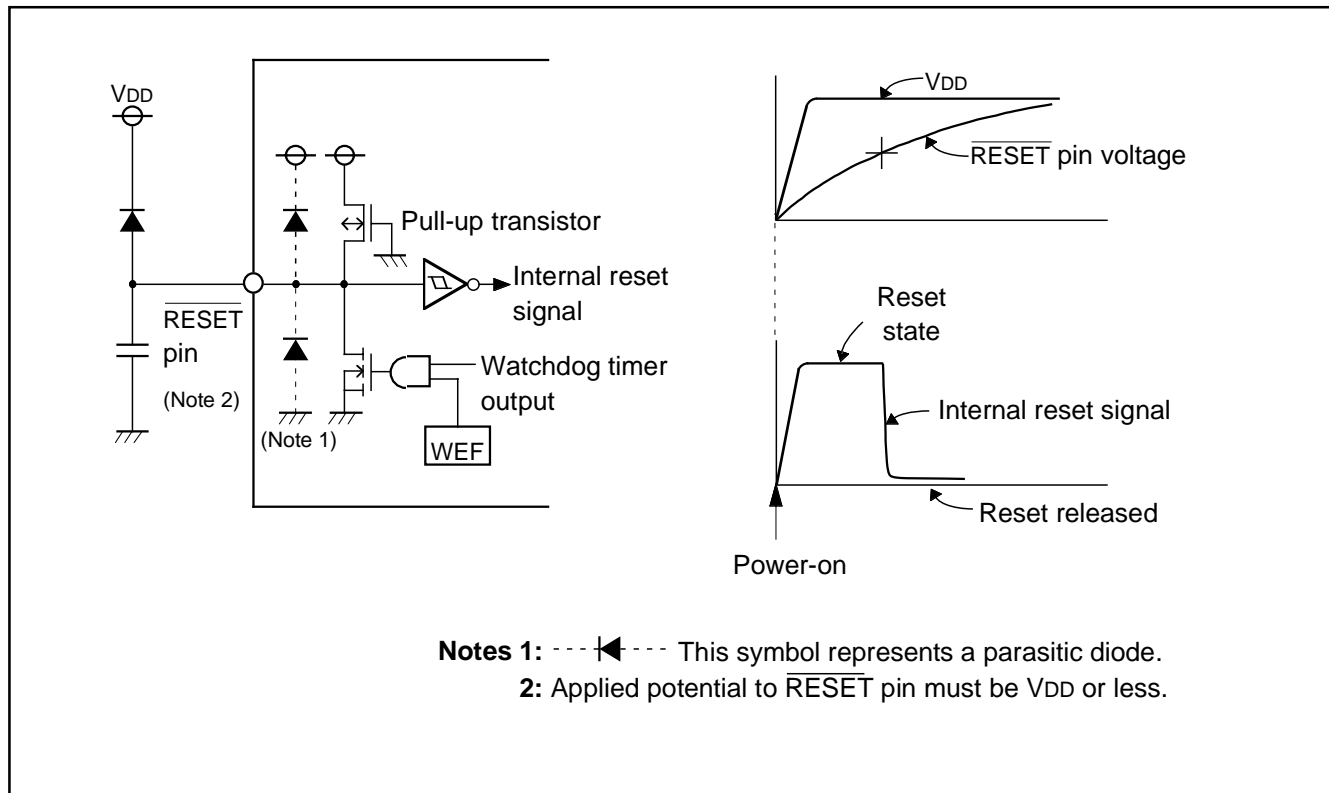 VDD
Pull-up transistor
Internal reset
signal
RESET
pin
(Note 2)
Watchdog timer
output
(Note 1)
WEF
VDD
RESET pin voltage
Reset
state
Internal reset signal
Reset released
Power-on
Notes 1: This symbol represents a parasitic diode.
2: Applied potential to RESET pin must be VDD or less.